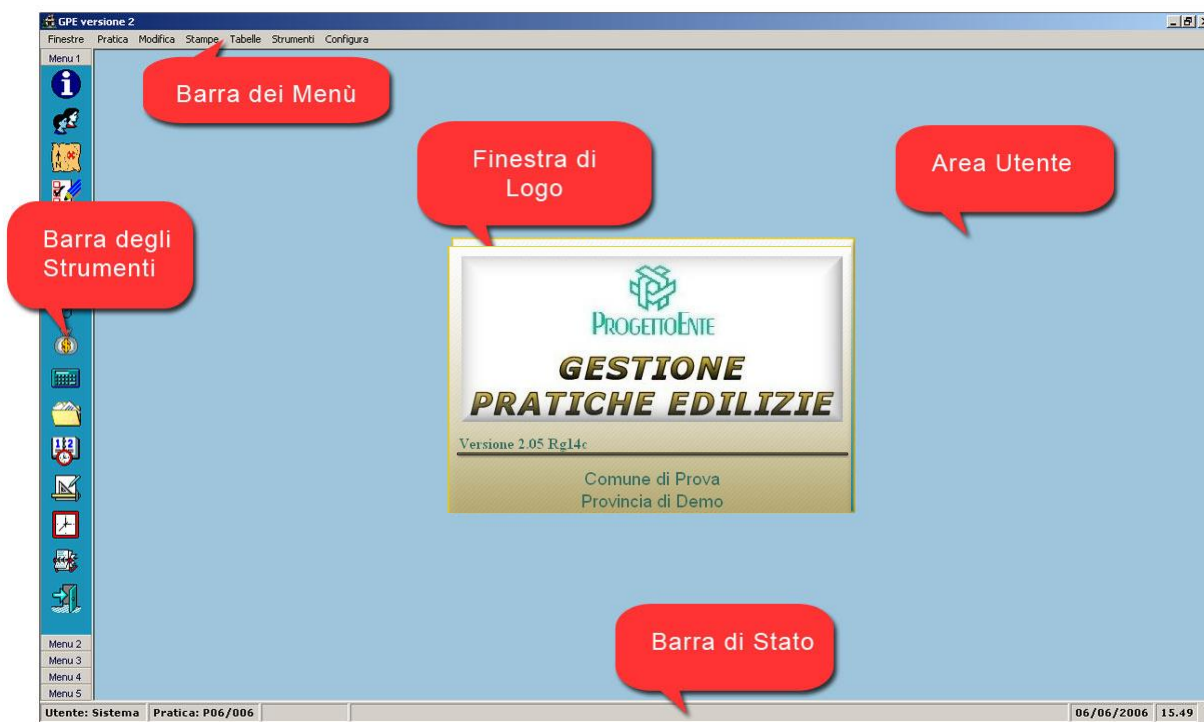 GPE versione 2
Finestre Pratica Modifica Stampe Tabelle Strumenti Configura
Menu 1
Barra dei Menù
Finestra di
Logo
Area Utente
Barra degli
Strumenti
PROGETTOENTE
GESTIONE
PRATICHE EDILIZIE
Versione 2.05 Rg14c
Comune di Prova
Provincia di Demo
Barra di Stato
Menu 2
Menu 3
Menu 4
Menu 5
Utente: Sistema Pratica: P06/006 06/06/2006 15.49